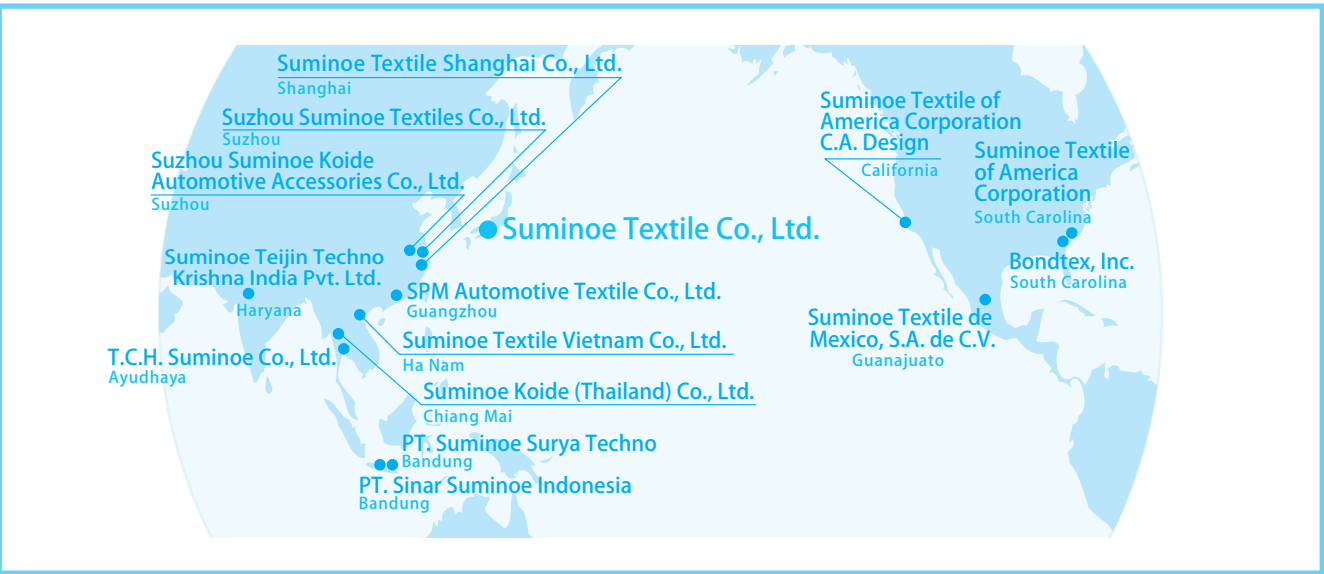 Suminoe Textile Shanghai Co., Ltd.
Shanghai
Suzhou Suminoe Textiles Co., Ltd.
Suzhou
Suzhou Suminoe Koide
Automotive Accessories Co., Ltd.
Suzhou
Suminoe Textile Co., Ltd.
Suminoe Teijin Techno
Krishna India Pvt. Ltd.
Haryana
SPM Automotive Textile Co., Ltd.
Guangzhou
Suminoe Textile Vietnam Co., Ltd.
Ha Nam
T.C.H. Suminoe Co., Ltd.
Ayudhaya
Suminoe Koide (Thailand) Co., Ltd.
Chiang Mai
PT. Suminoe Surya Techno
Bandung
PT. Sinar Suminoe Indonesia
Bandung
Suminoe Textile of
America Corporation
C.A. Design
California
Suminoe Textile
of America
Corporation
South Carolina
Bondtex, Inc.
South Carolina
Suminoe Textile de
Mexico, S.A. de C.V.
Guanajuato